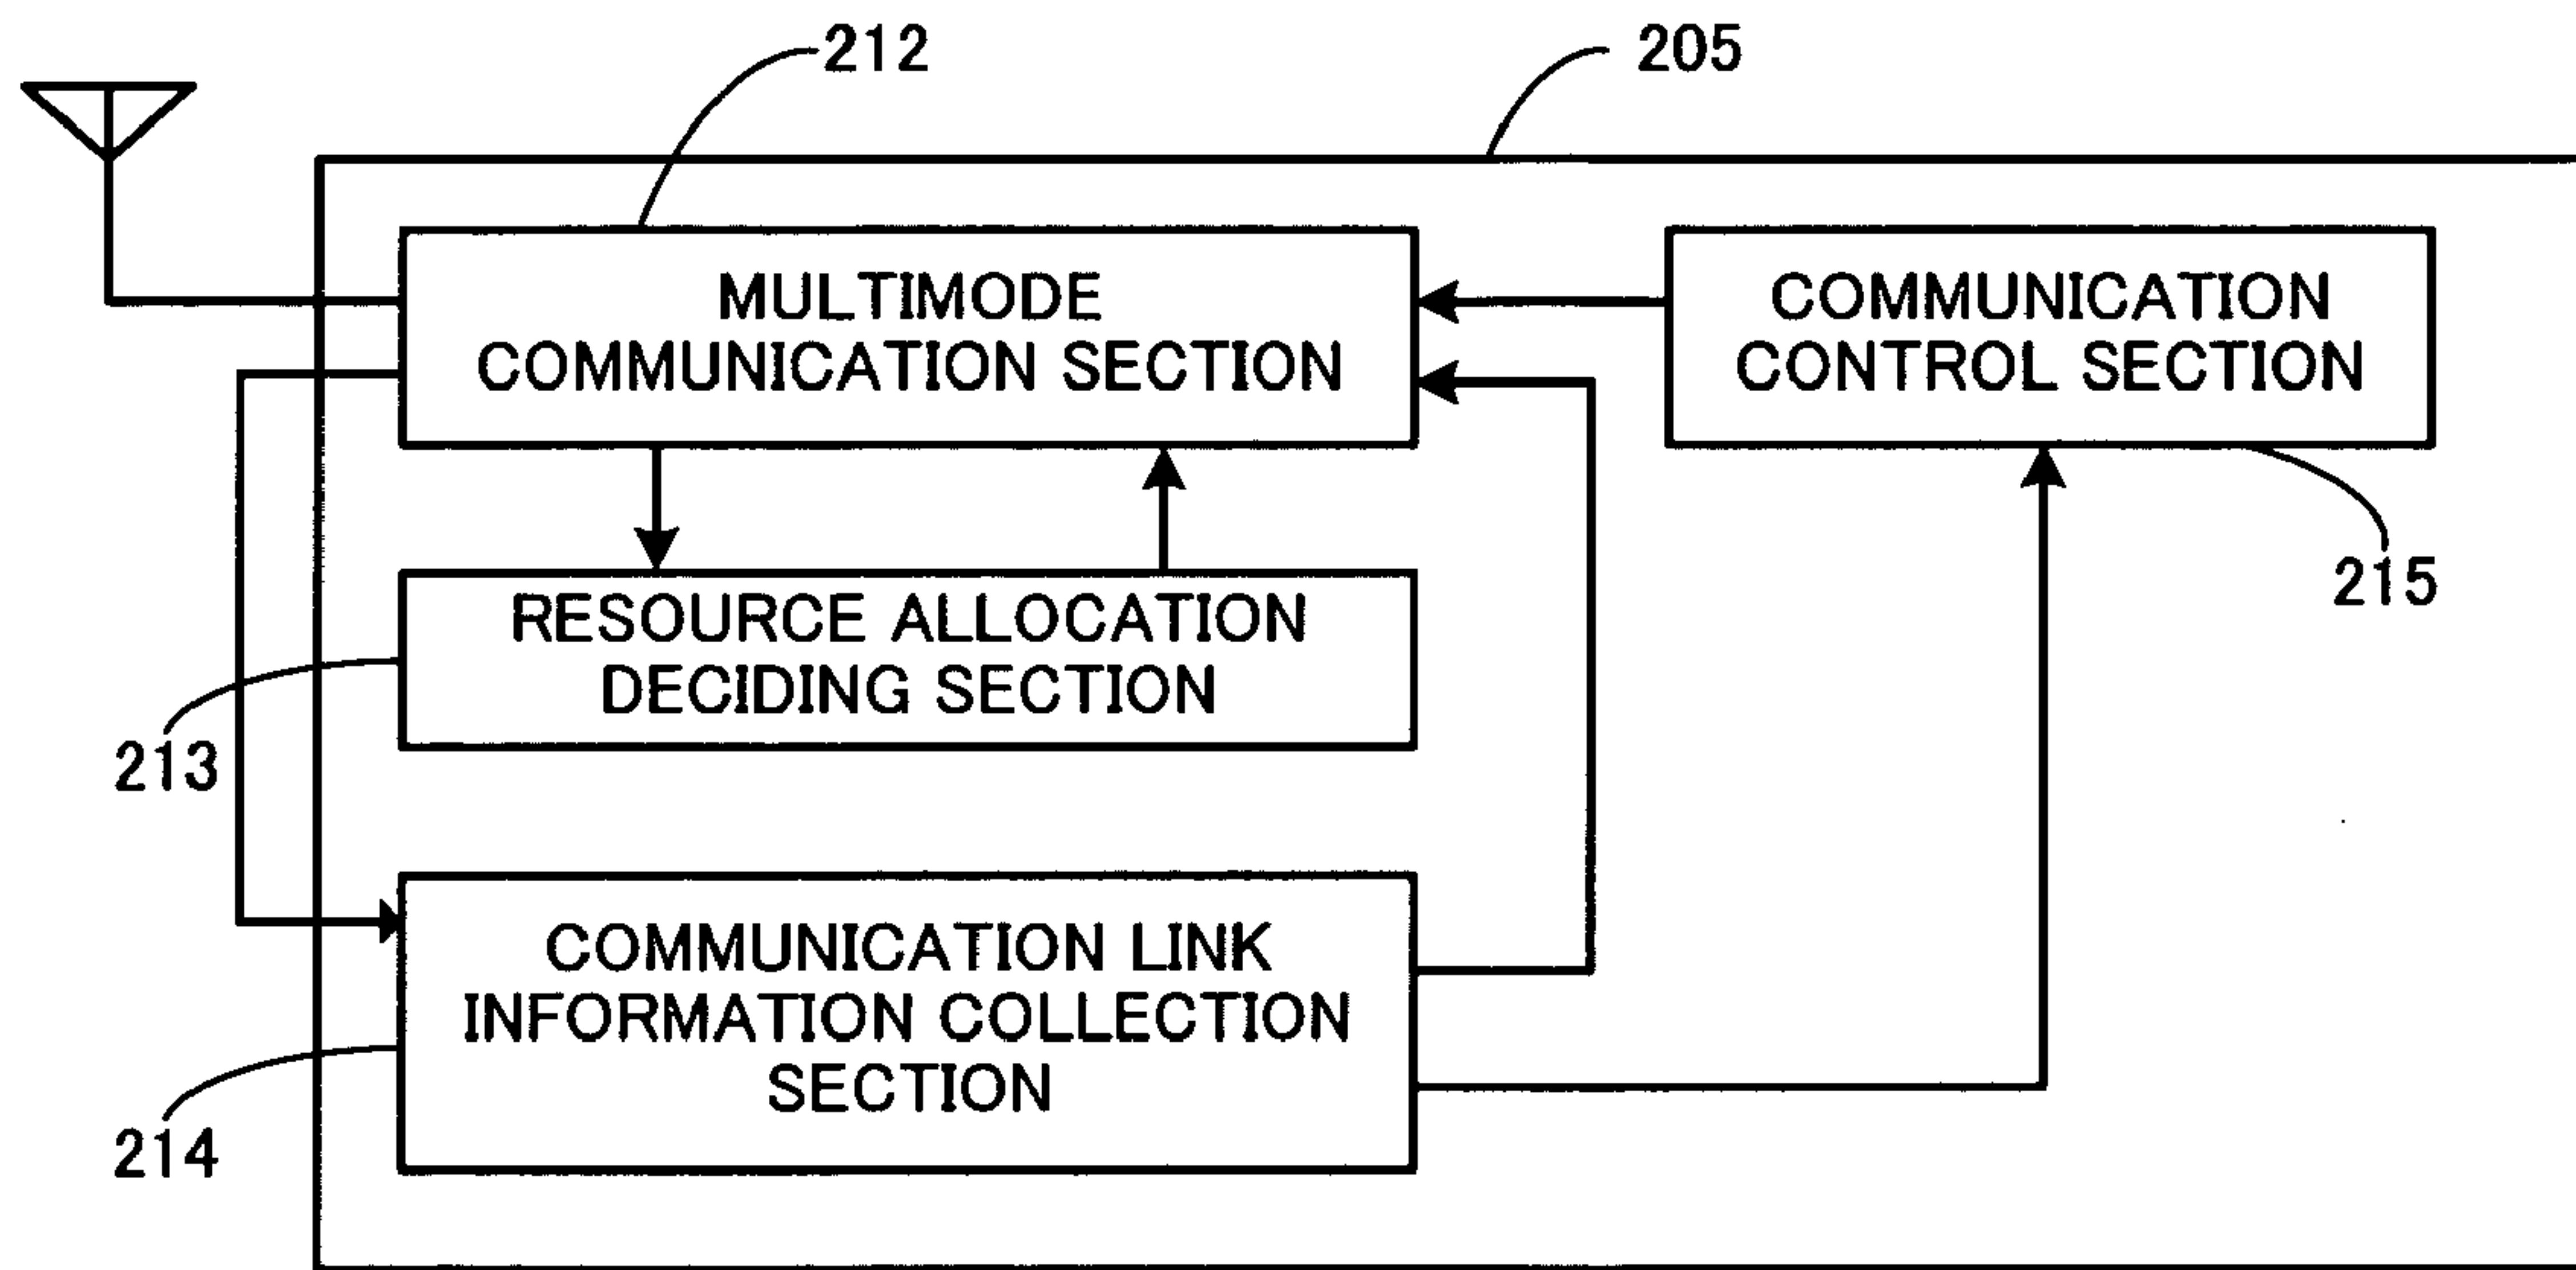 212
205
MULTIMODE
COMMUNICATION SECTION
COMMUNICATION
CONTROL SECTION
215
RESOURCE ALLOCATION
DECIDING SECTION
213
COMMUNICATION LINK
INFORMATION COLLECTION
SECTION
214